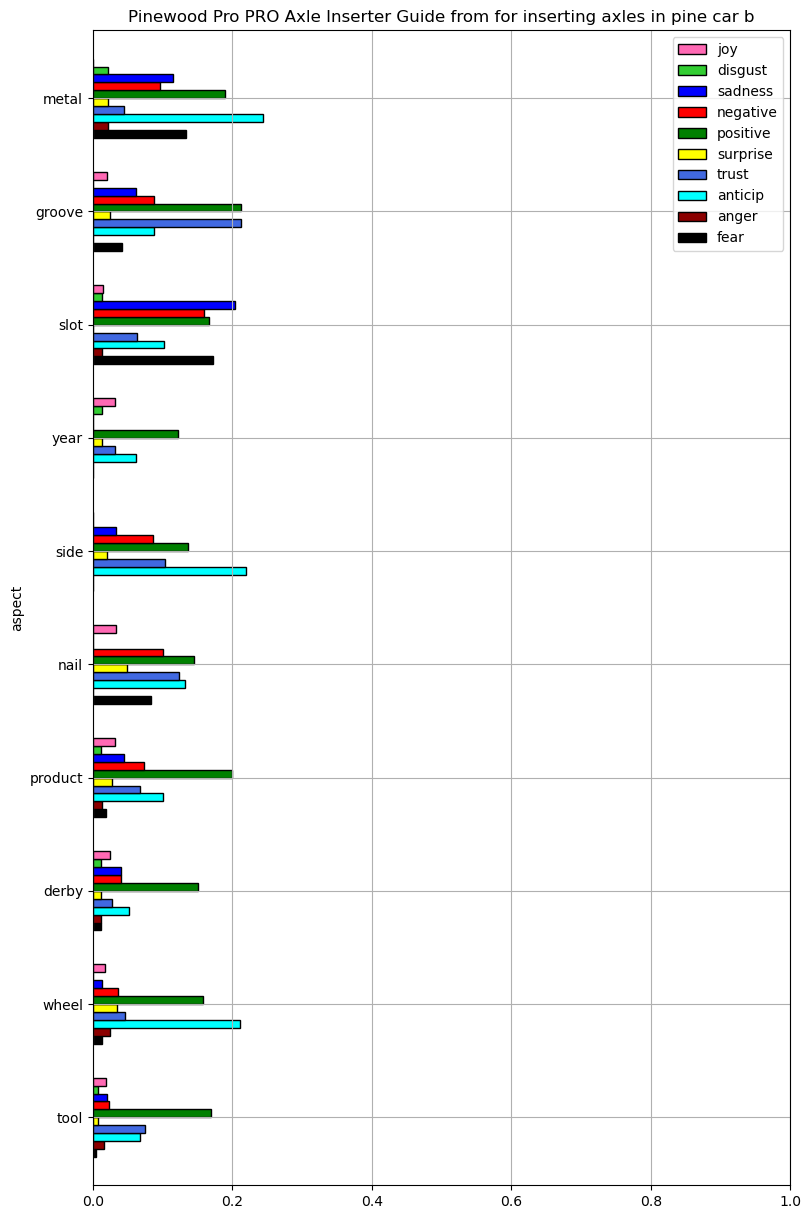 Pinewood Pro PRO Axle Inserter Guide from for inserting axles in pine car b
joy
disgust
sadness
negative
positive
surprise
trust
anticip
anger
fear
metal
groove
slot
year
side
nail
product
derby
wheel
tool
aspect
0.0 0.2 0.4 0.6 0.8 1.0